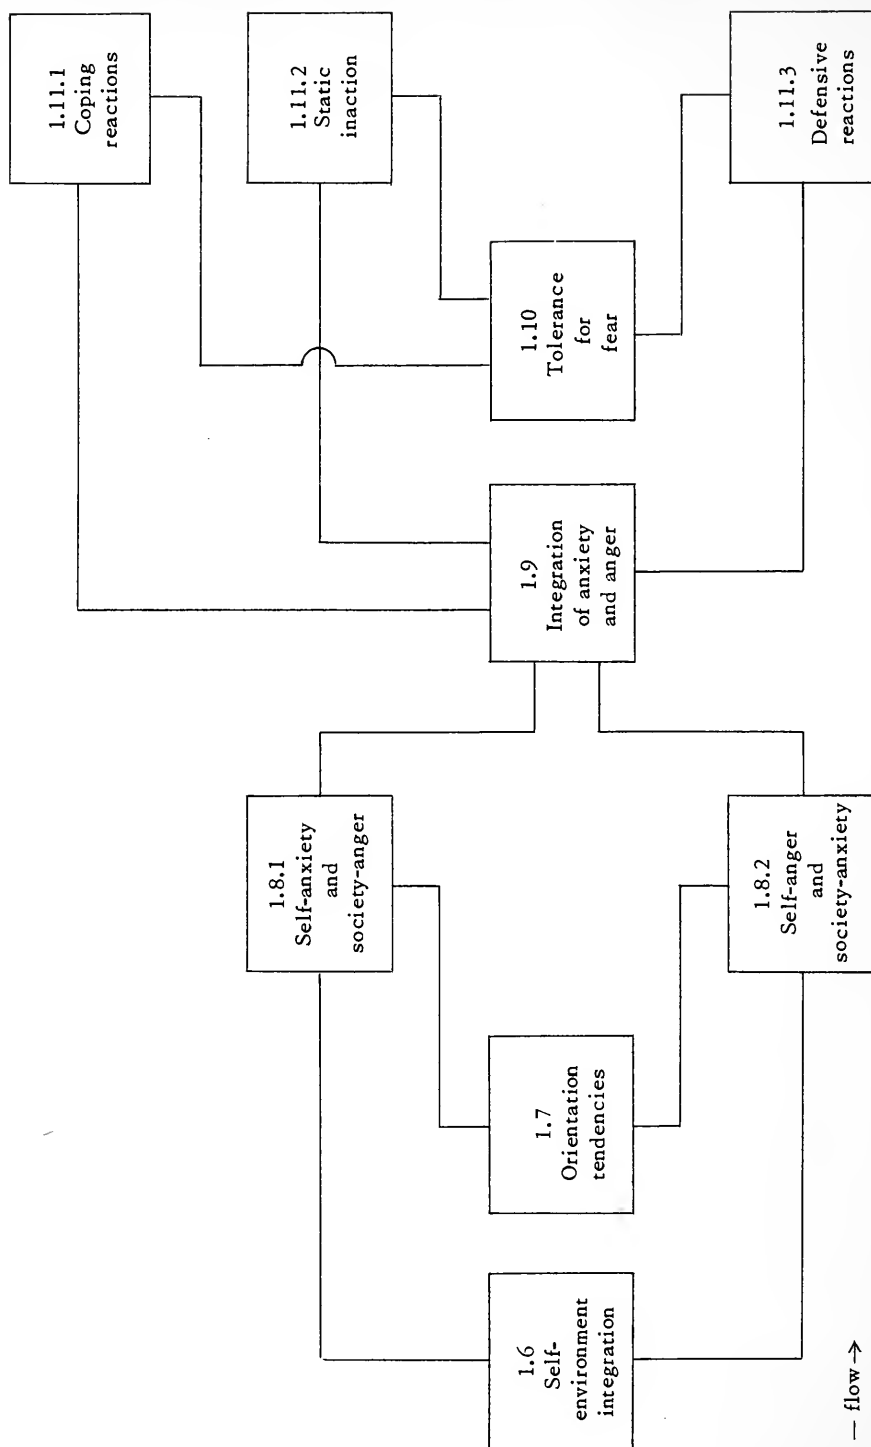 1.6
Self-
environment
integration
1.7
Orientation
tendencies
1.8.1
Self-anxiety
and
society-anger
1.8.2
Self-anger
and
society-anxiety
1.9
Integration
of anxiety
and anger
1.10
Tolerance
for
fear
1.11.1
Coping
reactions
1.11.2
Static
inaction
1.11.3
Defensive
reactions
— flow →